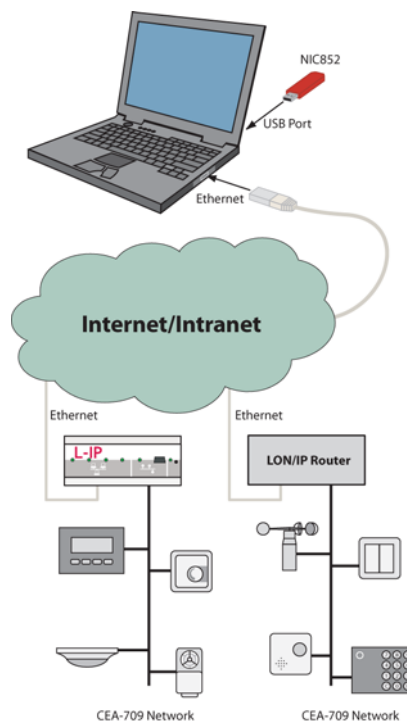 NIC852
USB Port
Ethernet
Internet/Intranet
Ethernet
Ethernet
L-IP
LON/IP Router
CEA-709 Network
CEA-709 Network